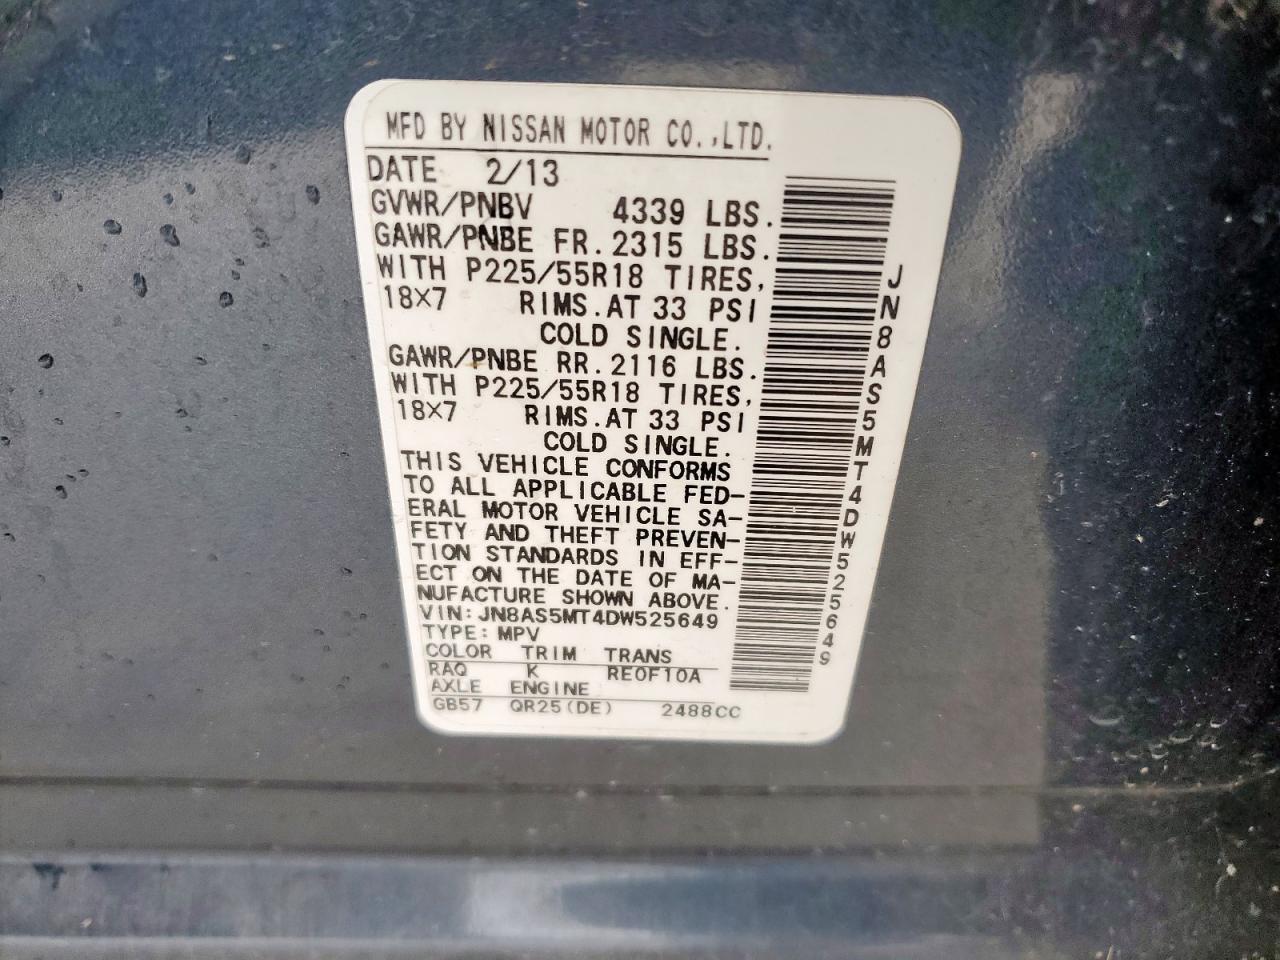 MFD BY NISSAN MOTOR CO.,LTD.
DATE 2/13
GVWR/PNBV 4339 LBS.
GAWR/PNBE FR.2315 LBS.
WITH P225/55R18 TIRES,
18×7 RIMS.AT 33 PSI
COLD SINGLE.
GAWR/PNBE RR.2116 LBS.
WITH P225/55R18 TIRES,
18×7 RIMS.AT 33 PSI
COLD SINGLE.
THIS VEHICLE CONFORMS
TO ALL APPLICABLE FED-
ERAL MOTOR VEHICLE SA-
FETY AND THEFT PREVEN-
TION STANDARDS IN EFF-
ECT ON THE DATE OF MA-
NUFACTURE SHOWN ABOVE.
VIN:JN8AS5MT4DW525649
TYPE:MPV
COLOR TRIM TRANS
RAQ K RE0F10A
AXLE ENGINE
GB57 QR25(DE) 2488CC
JN8AS5MT4DW525649